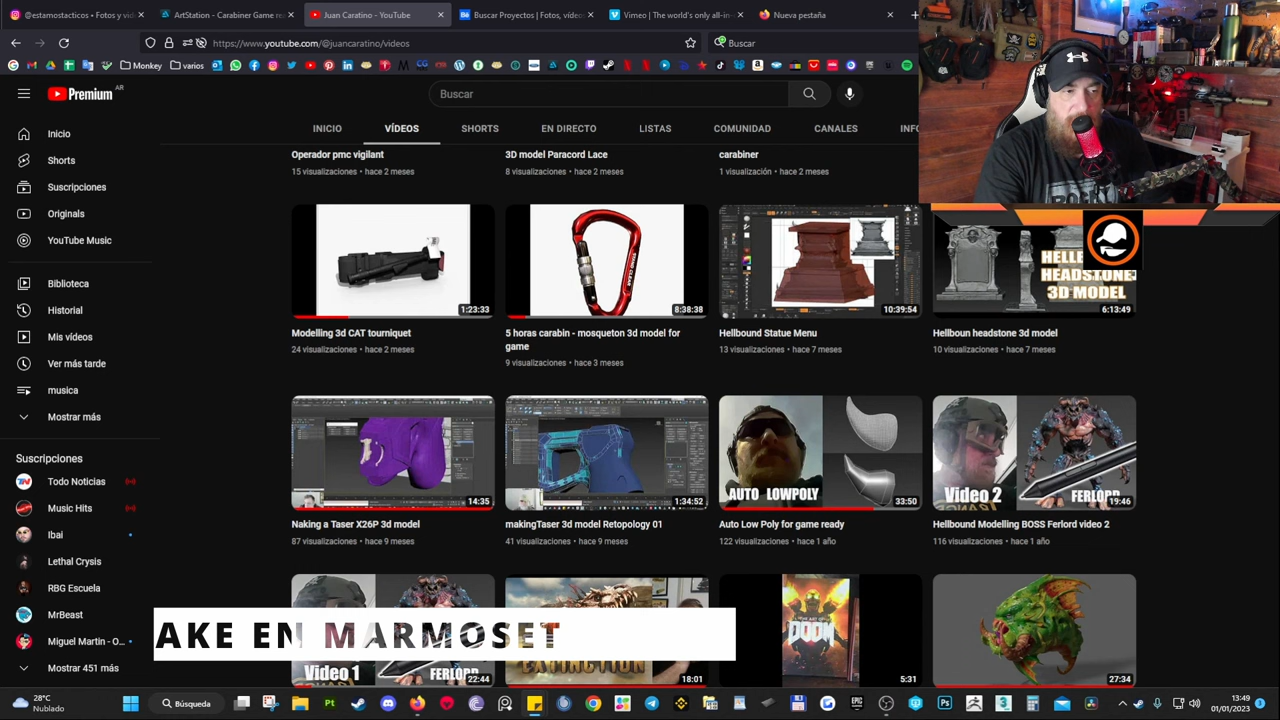 @estamostacticos • Fotos y vid
ArtStation - Carabiner Game re
Juan Caratino - YouTube
Buscar Proyectos | Fotos, vídeo
Vimeo | The world's only all-in-
Nueva pestaña
https://www.youtube.com/@juancaratino/videos
Buscar
Monkey
varios
Premium
AR
Buscar
INICIO
VÍDEOS
SHORTS
EN DIRECTO
LISTAS
COMUNIDAD
CANALES
Inicio
Shorts
Suscripciones
Originals
YouTube Music
Biblioteca
Historial
Mis vídeos
Ver más tarde
musica
Mostrar más
Suscripciones
Todo Noticias
Music Hits
Ibai
Lethal Crysis
RBG Escuela
MrBeast
Miguel Martin - O...
Mostrar 451 más
Operador pmc vigilant
15 visualizaciones • hace 2 meses
3D model Paracord Lace
8 visualizaciones • hace 2 meses
carabiner
1 visualización • hace 2 meses
1:23:33
8:38:38
10:39:54
HEADSTONE
3D MODEL
6:13:49
Modelling 3d CAT tourniquet
24 visualizaciones • hace 2 meses
5 horas carabin - mosqueton 3d model for
game
9 visualizaciones • hace 3 meses
Hellbound Statue Menu
13 visualizaciones • hace 7 meses
Hellboun headstone 3d model
10 visualizaciones • hace 7 meses
14:35
1:34:52
AUTO LOWPOLY
33:50
Video 2
FERLORD
19:46
Naking a Taser X26P 3d model
87 visualizaciones • hace 9 meses
makingTaser 3d model Retopology 01
41 visualizaciones • hace 9 meses
Auto Low Poly for game ready
122 visualizaciones • hace 1 año
Hellbound Modelling BOSS Ferlord video 2
116 visualizaciones • hace 1 año
AKE EN MARMOSET
Video 1
22:44
EXTINCTION
18:01
DOOM
5:31
27:34
28°C
Nublado
Búsqueda
13:49
01/01/2023